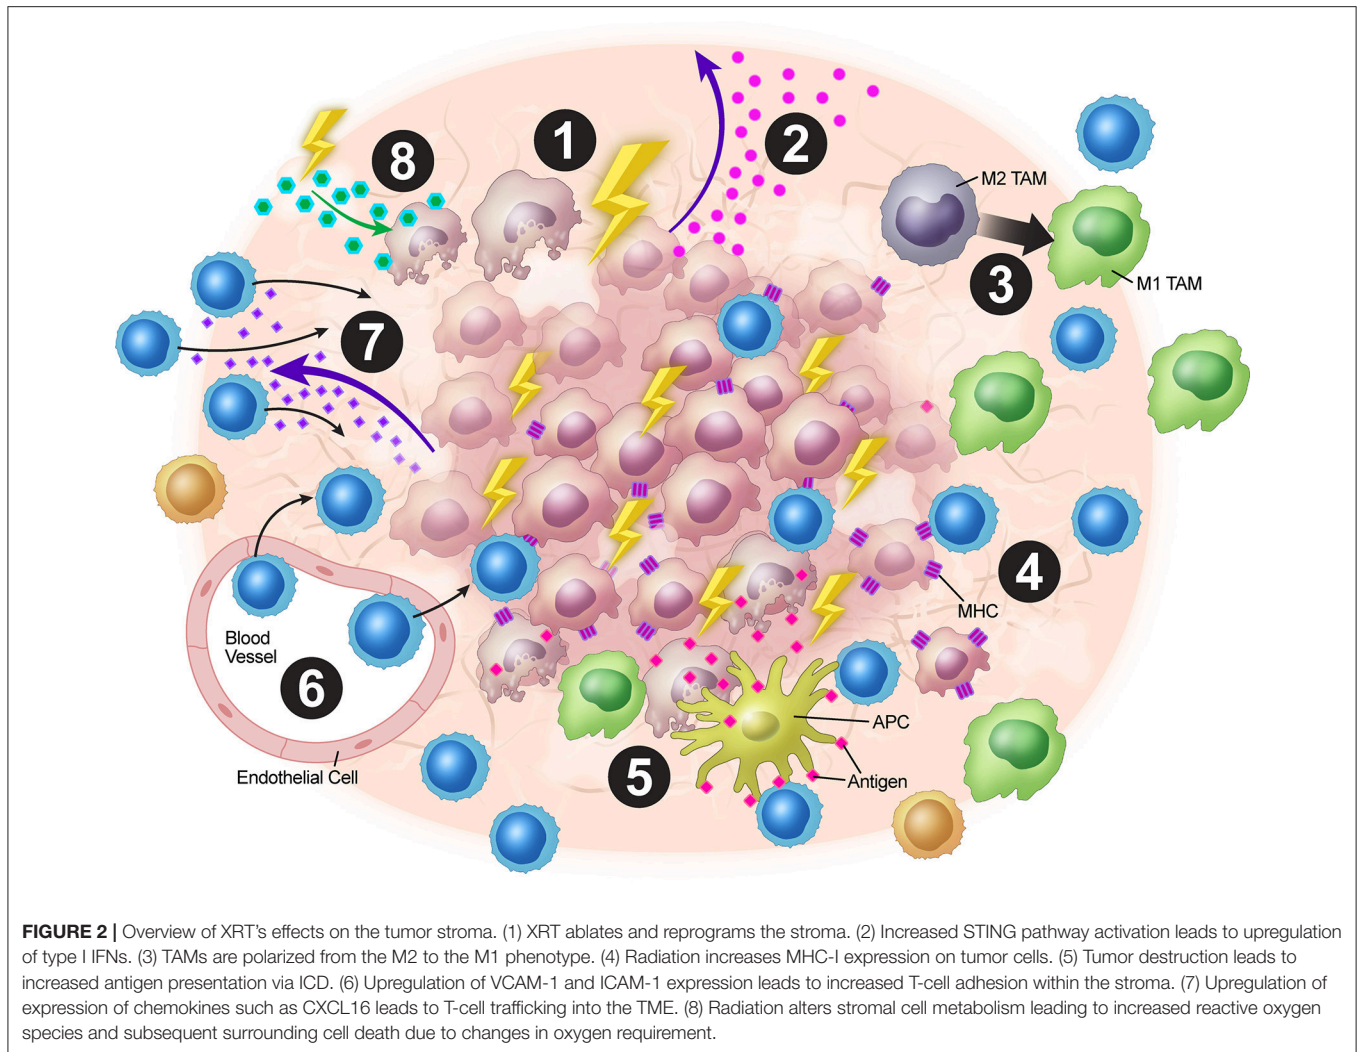 8
1
2
M2 TAM
3
M1 TAM
7
4
MHC
Blood
Vessel
6
APC
5
Endothelial Cell
Antigen
FIGURE 2 | Overview of XRT's effects on the tumor stroma. (1) XRT ablates and reprograms the stroma. (2) Increased STING pathway activation leads to upregulation
of type I IFNs. (3) TAMs are polarized from the M2 to the M1 phenotype. (4) Radiation increases MHC-I expression on tumor cells. (5) Tumor destruction leads to
increased antigen presentation via ICD. (6) Upregulation of VCAM-1 and ICAM-1 expression leads to increased T-cell adhesion within the stroma. (7) Upregulation of
expression of chemokines such as CXCL16 leads to T-cell trafficking into the TME. (8) Radiation alters stromal cell metabolism leading to increased reactive oxygen
species and subsequent surrounding cell death due to changes in oxygen requirement.